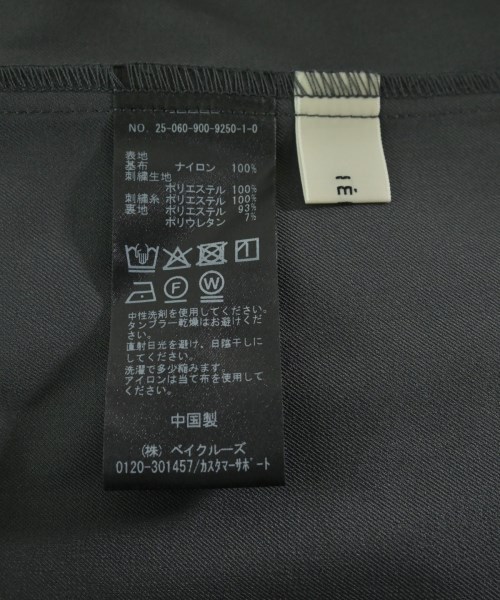 NO. 25-060-900-9250-1-0
表地
基布 ナイロン 100%
刺繍生地
ポリエステル 100%
刺繍糸 ポリエステル 100%
裏地 ポリエステル 93%
ポリウレタン 7%
F W
中性洗剤を使用してください。
タンブラー乾燥はお避けくださ
い。
直射日光を避け、日陰干しに
してください。
洗濯で多少縮みます。
アイロンは当て布を使用して
ください。
中国製
(株) ベイクルーズ
0120-301457/カスタマーサポート